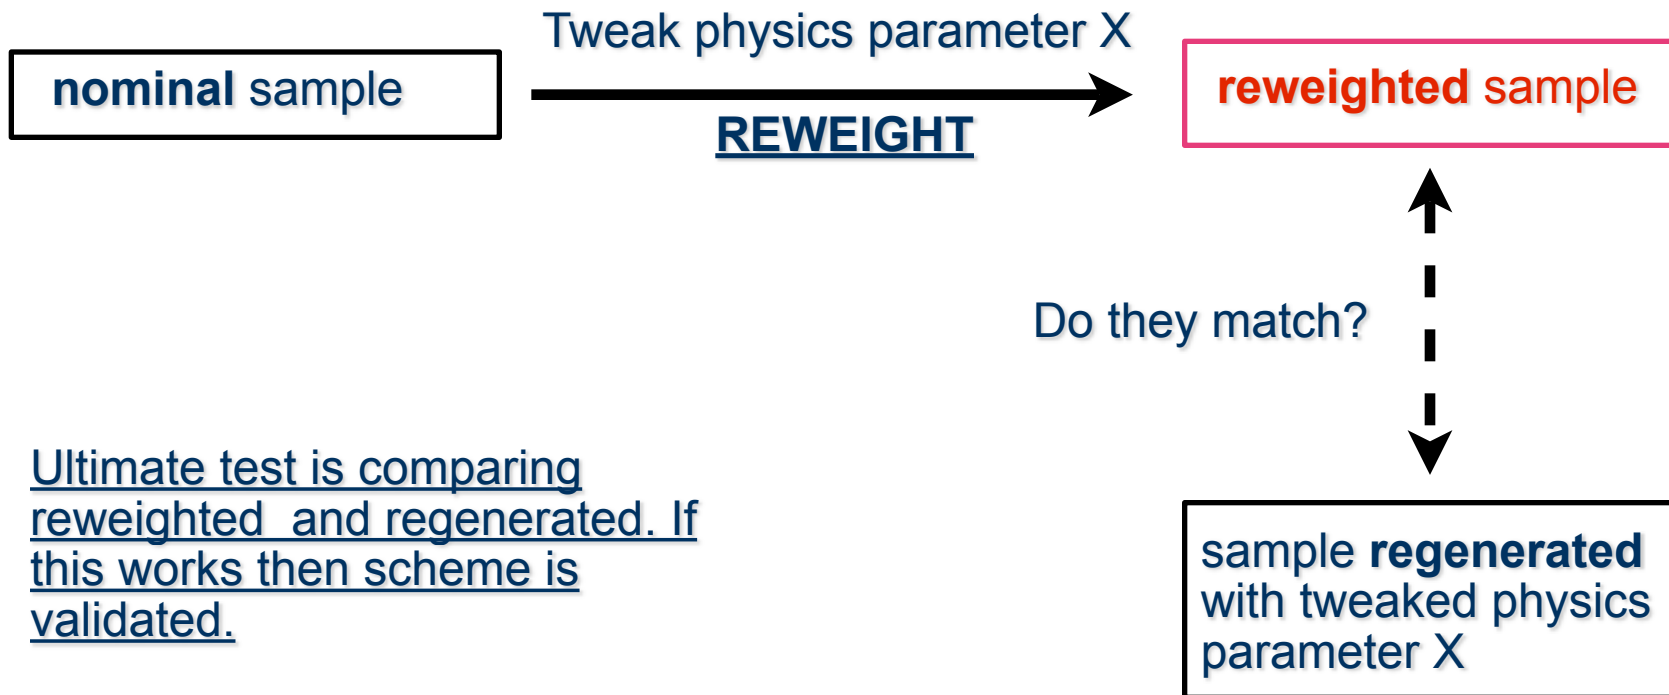 Tweak physics parameter X
nominal sample
reweighted sample
REWEIGHT
Do they match?
Ultimate test is comparing
reweighted  and regenerated. If
this works then scheme is
validated.
sample regenerated
with tweaked physics
parameter X